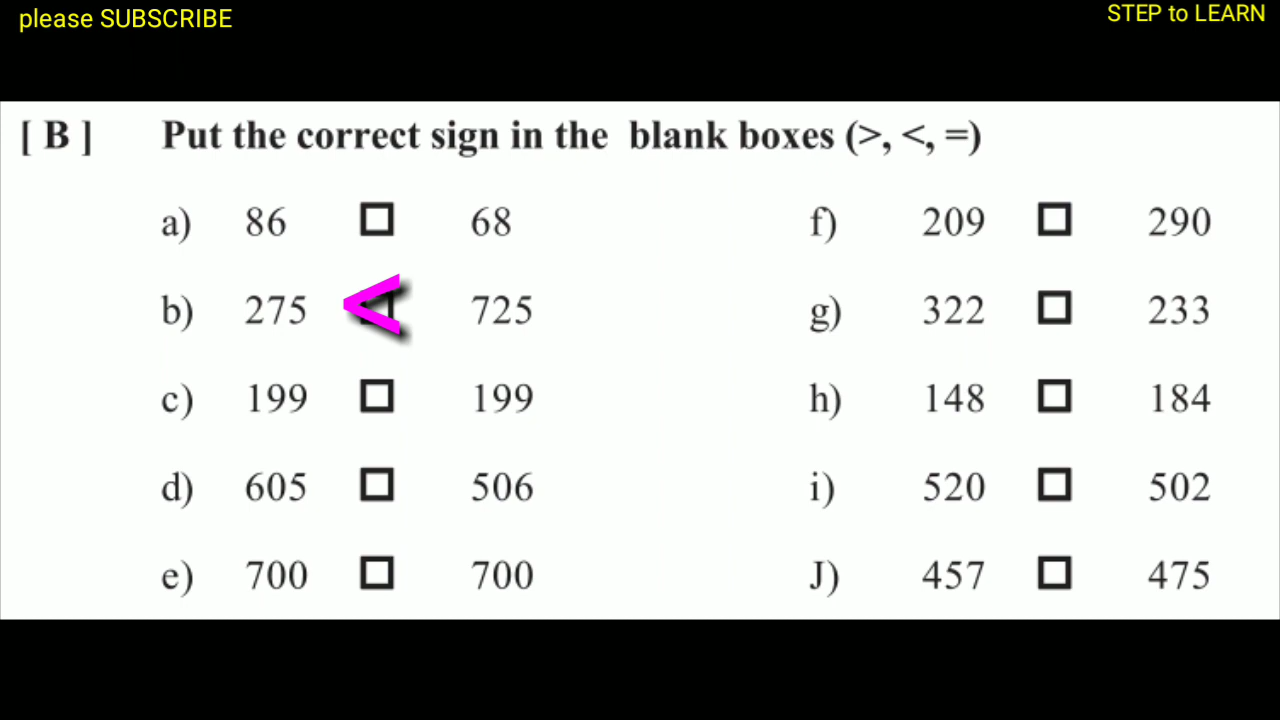 please SUBSCRIBE
STEP to LEARN
[ B ] Put the correct sign in the blank boxes (>, <, =)
a) 86 □ 68 f) 209 □ 290
b) 275 < 725 g) 322 □ 233
c) 199 □ 199 h) 148 □ 184
d) 605 □ 506 i) 520 □ 502
e) 700 □ 700 J) 457 □ 475